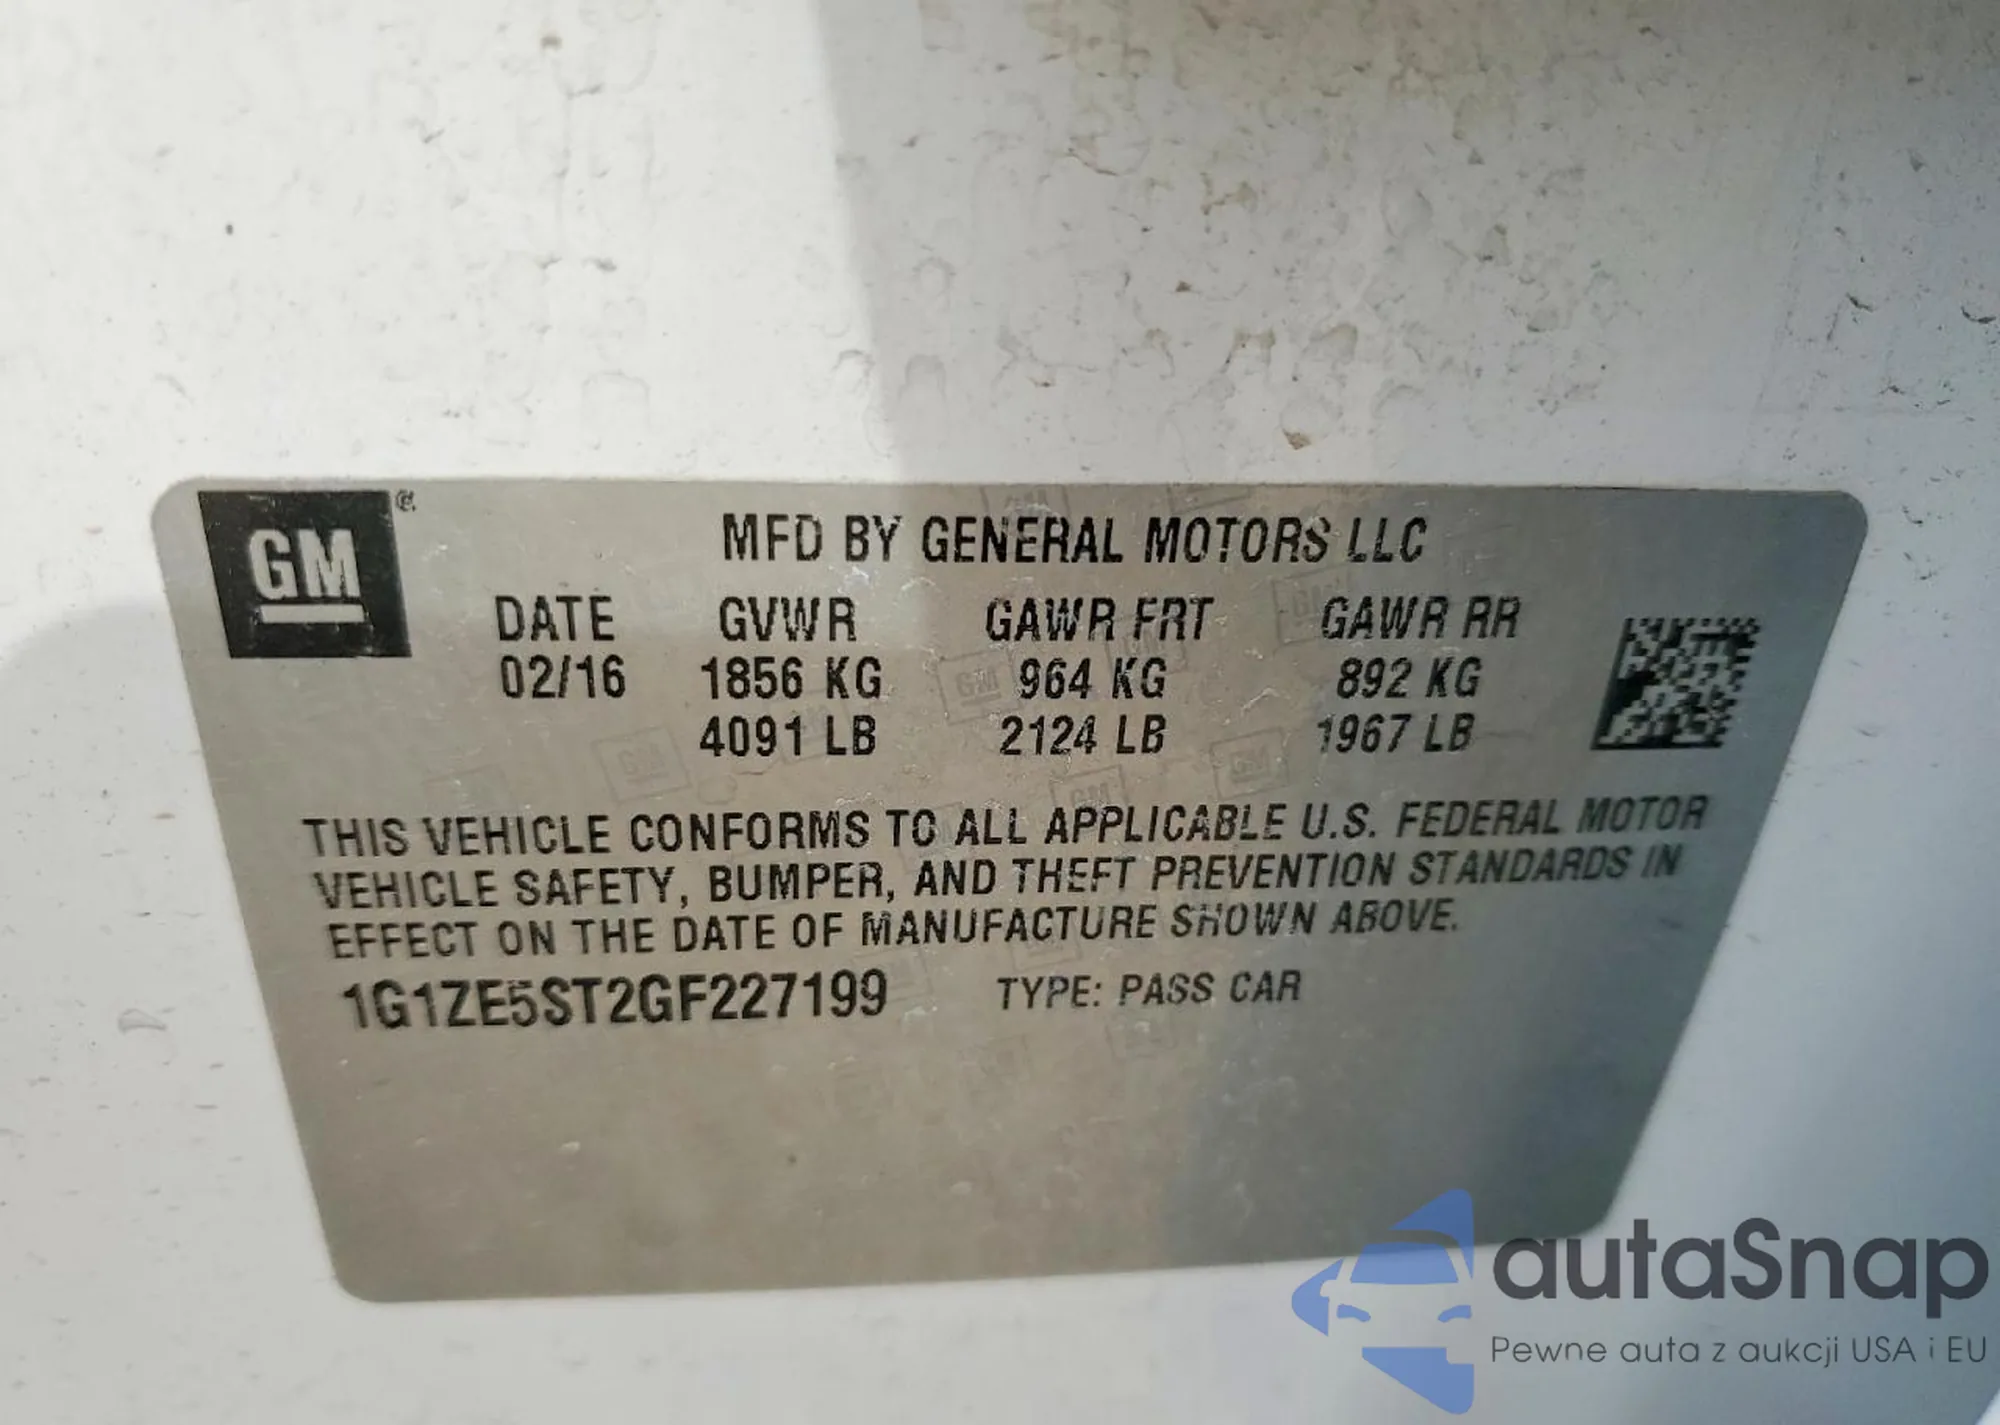 GM
MFD BY GENERAL MOTORS LLC
DATE GVWR GAWR FRT GAWR RR
02/16 1856 KG 964 KG 892 KG
4091 LB 2124 LB 1967 LB
THIS VEHICLE CONFORMS TO ALL APPLICABLE U.S. FEDERAL MOTOR
VEHICLE SAFETY, BUMPER, AND THEFT PREVENTION STANDARDS IN
EFFECT ON THE DATE OF MANUFACTURE SHOWN ABOVE.
1G1ZE5ST2GF227199 TYPE: PASS CAR
autaSnap
Pewne auta z aukcji USA i EU